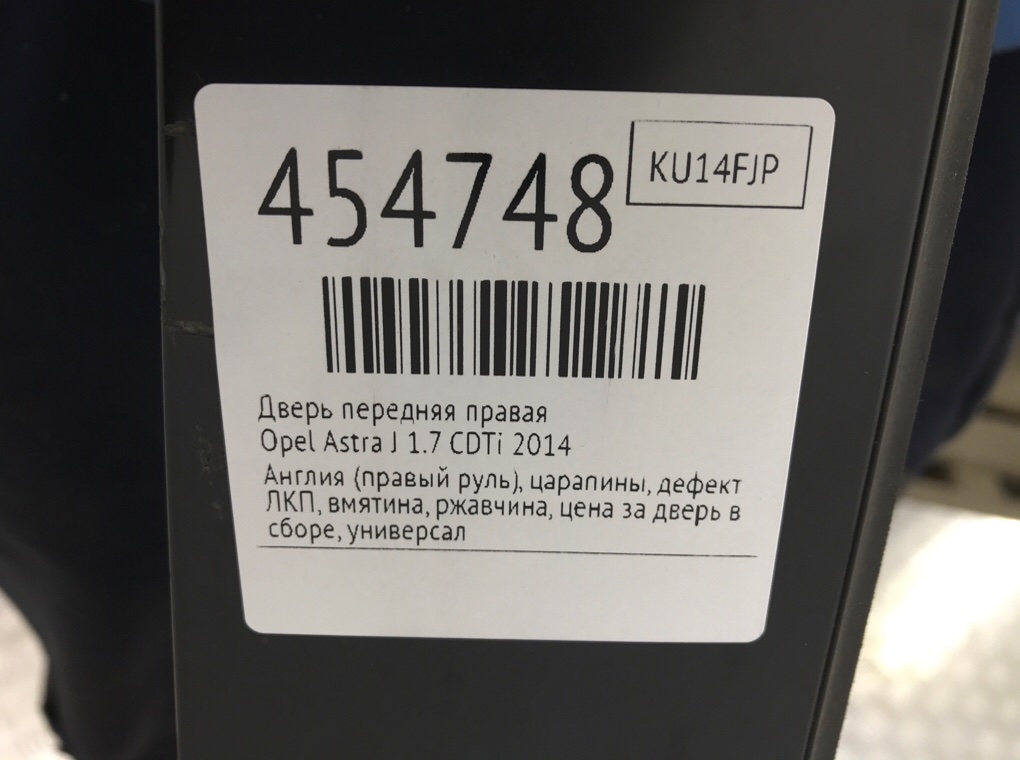 454748
KU14FJP
Дверь передняя правая
Opel Astra J 1.7 CDTi 2014
Англия (правый руль), царапины, дефект
ЛКП, вмятина, ржавчина, цена за дверь в
сборе, универсал